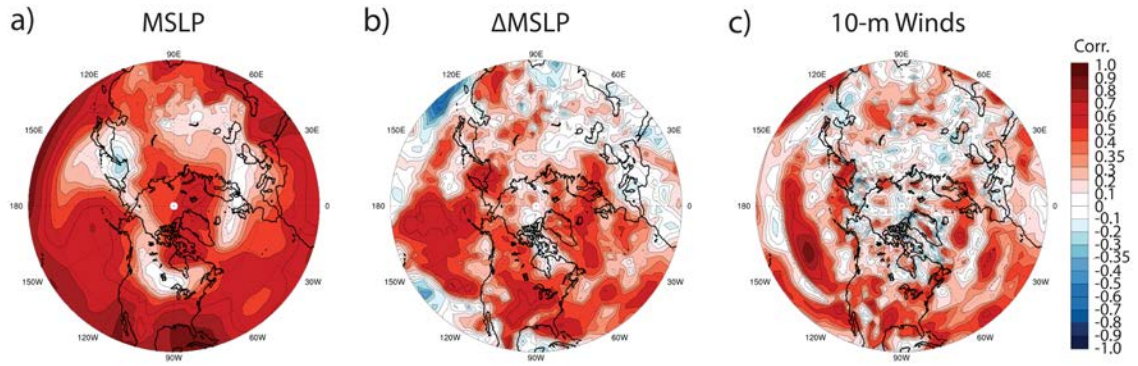 a) MSLP
b) ΔMSLP
c) 10-m Winds
Corr.
90E
120E
60E
150E
30E
180
0
150W
30W
120W
60W
90W
90E
120E
60E
150E
30E
180
0
150W
30W
120W
60W
90W
90E
120E
60E
150E
30E
180
0
150W
30W
120W
60W
90W
1.0
0.9
0.8
0.7
0.6
0.5
0.4
0.35
0.3
0.2
0.1
-0.1
-0.3
-0.35
-0.4
-0.5
-0.6
-0.7
-0.8
-0.9
-1.0